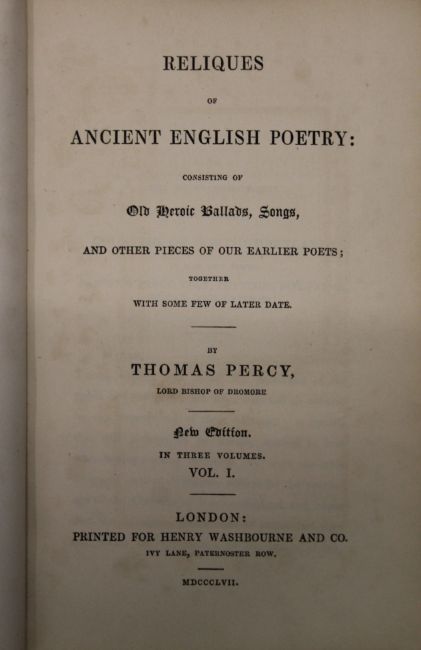 RELIQUES
OF
ANCIENT ENGLISH POETRY:
CONSISTING OF
Old Heroic Ballads, Songs,
AND OTHER PIECES OF OUR EARLIER POETS;
TOGETHER
WITH SOME FEW OF LATER DATE.
BY
THOMAS PERCY,
LORD BISHOP OF DROMORE
New Edition.
IN THREE VOLUMES.
VOL. I.
LONDON:
PRINTED FOR HENRY WASHBOURNE AND CO.
IVY LANE, PATERNOSTER ROW.
MDCCCLVII.